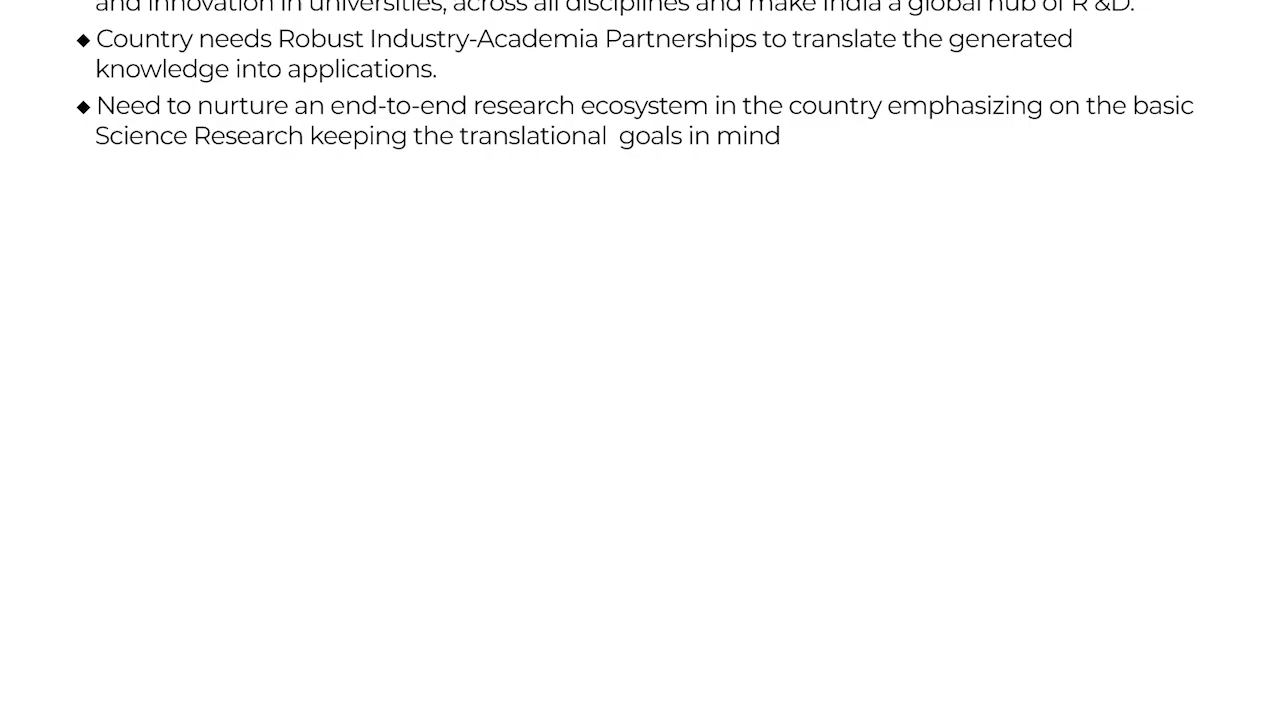 and innovation in universities, across all disciplines and make India a global hub of R &D.
◆ Country needs Robust Industry-Academia Partnerships to translate the generated
knowledge into applications.
◆ Need to nurture an end-to-end research ecosystem in the country emphasizing on the basic
Science Research keeping the translational  goals in mind